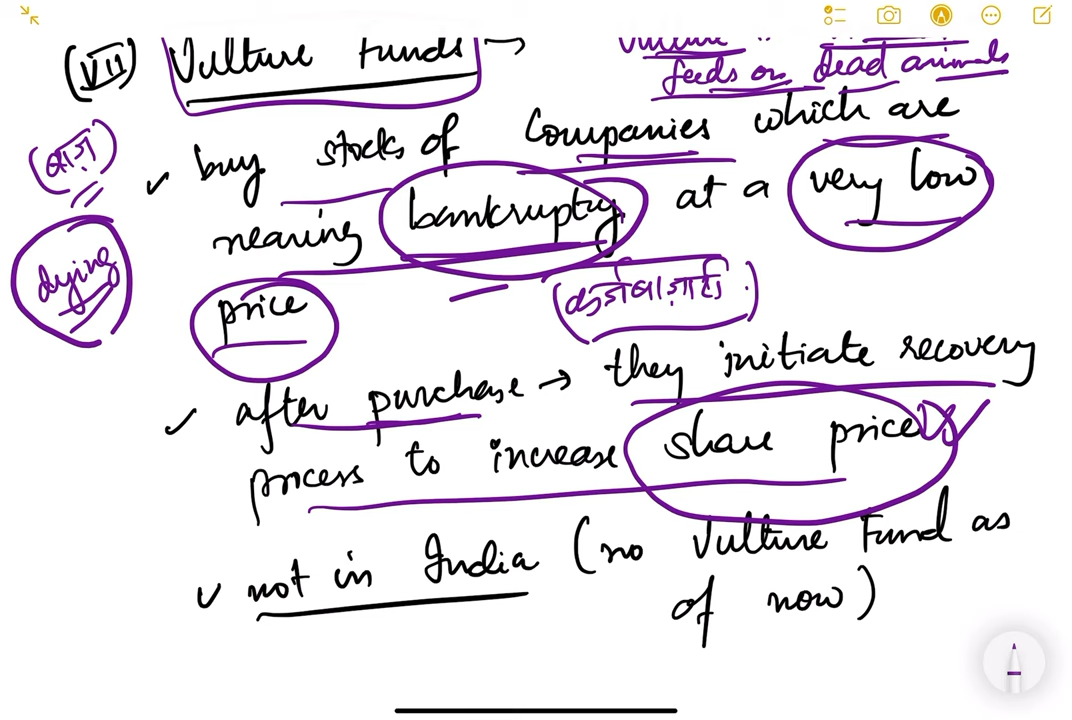 (VII) Vulture Funds →
Vulture
feeds on dead animals
(बाज)
✓ buy stocks of Companies which are
nearing bankruptcy at a very low
dying
price
after purchase → they initiate recovery
process to increase share prices
✓ not in India (no Vulture Fund as
of now)